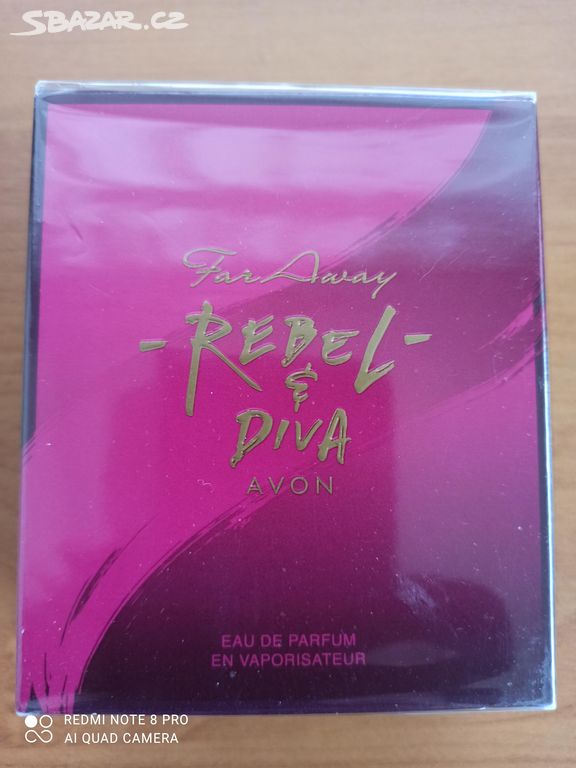 SBAZAR.CZ
Far Away
- REBEL -
&
DIVA
AVON
EAU DE PARFUM
EN VAPORISATEUR
REDMI NOTE 8 PRO
AI QUAD CAMERA